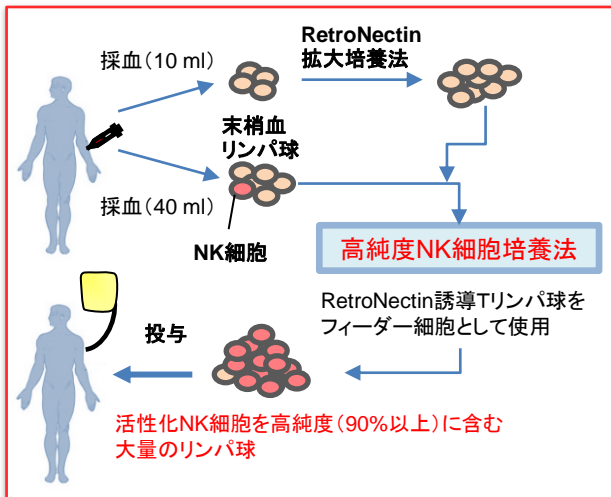 採血(10 ml)
RetroNectin
拡大培養法
末梢血
リンパ球
採血(40 ml)
NK細胞
高純度NK細胞培養法
RetroNectin誘導Tリンパ球を
フィーダー細胞として使用
投与
活性化NK細胞を高純度(90%以上)に含む
大量のリンパ球